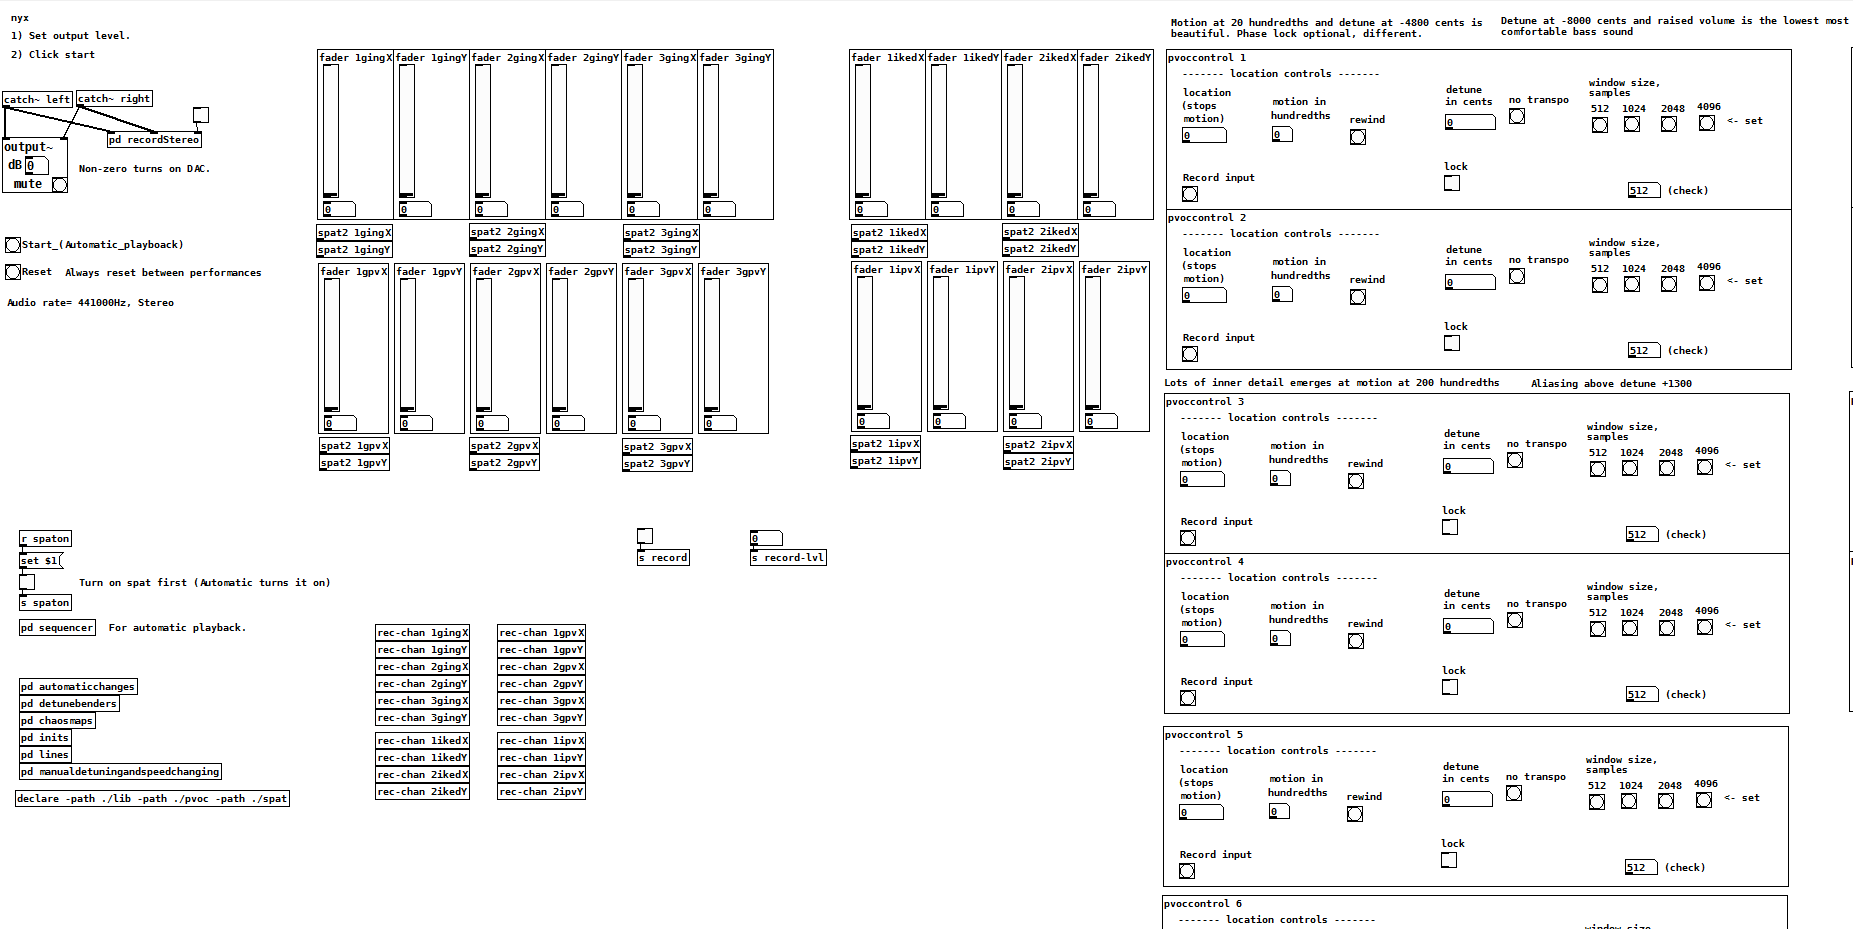 nyx
1) Set output level.
2) Click start
catch~ left
catch~ right
pd recordStereo
output~
dB 0
mute
Non-zero turns on DAC.
Start_(Automatic_playboack)
Reset Always reset between performances
Audio rate= 441000Hz, Stereo
fader 1gingX fader 1gingY fader 2gingX fader 2gingY fader 3gingX fader 3gingY
0 0 0 0 0 0
spat2 1gingX spat2 2gingX spat2 3gingX
spat2 1gingY spat2 2gingY spat2 3gingY
fader 1gpvX fader 1gpvY fader 2gpvX fader 2gpvY fader 3gpvX fader 3gpvY
0 0 0 0 0 0
spat2 1gpvX spat2 2gpvX spat2 3gpvX
spat2 1gpvY spat2 2gpvY spat2 3gpvY
fader 1ikedX fader 1ikedY fader 2ikedX fader 2ikedY
0 0 0 0
spat2 1ikedX spat2 2ikedX
spat2 1ikedY spat2 2ikedY
fader 1ipvX fader 1ipvY fader 2ipvX fader 2ipvY
0 0 0 0
spat2 1ipvX spat2 2ipvX
spat2 1ipvY spat2 2ipvY
r spaton
set $1
Turn on spat first (Automatic turns it on)
s spaton
pd sequencer For automatic playback.
pd automaticchanges
pd detunebenders
pd chaosmaps
pd inits
pd lines
pd manualdetuningandspeedchanging
declare -path ./lib -path ./pvoc -path ./spat
s record
0
s record-lvl
rec-chan 1gingX rec-chan 1gpvX
rec-chan 1gingY rec-chan 1gpvY
rec-chan 2gingX rec-chan 2gpvX
rec-chan 2gingY rec-chan 2gpvY
rec-chan 3gingX rec-chan 3gpvX
rec-chan 3gingY rec-chan 3gpvY
rec-chan 1ikedX rec-chan 1ipvX
rec-chan 1ikedY rec-chan 1ipvY
rec-chan 2ikedX rec-chan 2ipvX
rec-chan 2ikedY rec-chan 2ipvY
Motion at 20 hundredths and detune at -4800 cents is
beautiful. Phase lock optional, different.
Detune at -8000 cents and raised volume is the lowest most
comfortable bass sound
pvoccontrol 1
------- location controls -------
location
(stops
motion)
0
motion in
hundredths
0
rewind
detune
in cents
0
no transpo
window size,
samples
512 1024 2048 4096
<- set
lock
Record input
512 (check)
pvoccontrol 2
------- location controls -------
location
(stops
motion)
0
motion in
hundredths
0
rewind
detune
in cents
0
no transpo
window size,
samples
512 1024 2048 4096
<- set
lock
Record input
512 (check)
Lots of inner detail emerges at motion at 200 hundredths
Aliasing above detune +1300
pvoccontrol 3
------- location controls -------
location
(stops
motion)
0
motion in
hundredths
0
rewind
detune
in cents
0
no transpo
window size,
samples
512 1024 2048 4096
<- set
lock
Record input
512 (check)
pvoccontrol 4
------- location controls -------
location
(stops
motion)
0
motion in
hundredths
0
rewind
detune
in cents
0
no transpo
window size,
samples
512 1024 2048 4096
<- set
lock
Record input
512 (check)
pvoccontrol 5
------- location controls -------
location
(stops
motion)
0
motion in
hundredths
0
rewind
detune
in cents
0
no transpo
window size,
samples
512 1024 2048 4096
<- set
lock
Record input
512 (check)
pvoccontrol 6
------- location controls -------
window size